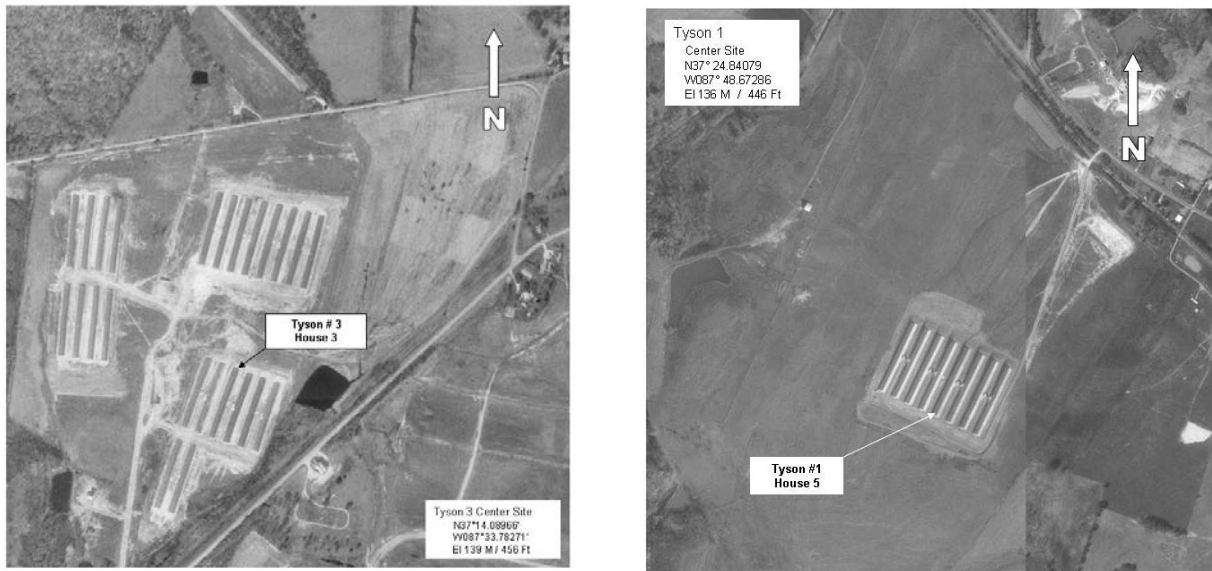 N
Tyson # 3
House 3
Tyson 3 Center Site
N37°14.08966'
W087°33.78271'
El 139 M / 456 Ft
Tyson 1
Center Site
N37° 24.84079
W087° 48.67286
El 136 M / 446 Ft
N
Tyson #1
House 5